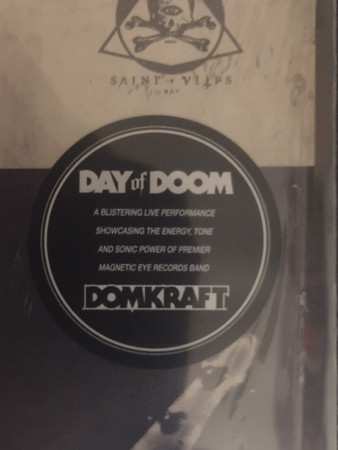 SAINT VITUS
BAR
DAY of DOOM
A BLISTERING LIVE PERFORMANCE
SHOWCASING THE ENERGY, TONE
AND SONIC POWER OF PREMIER
MAGNETIC EYE RECORDS BAND
DOMKRAFT